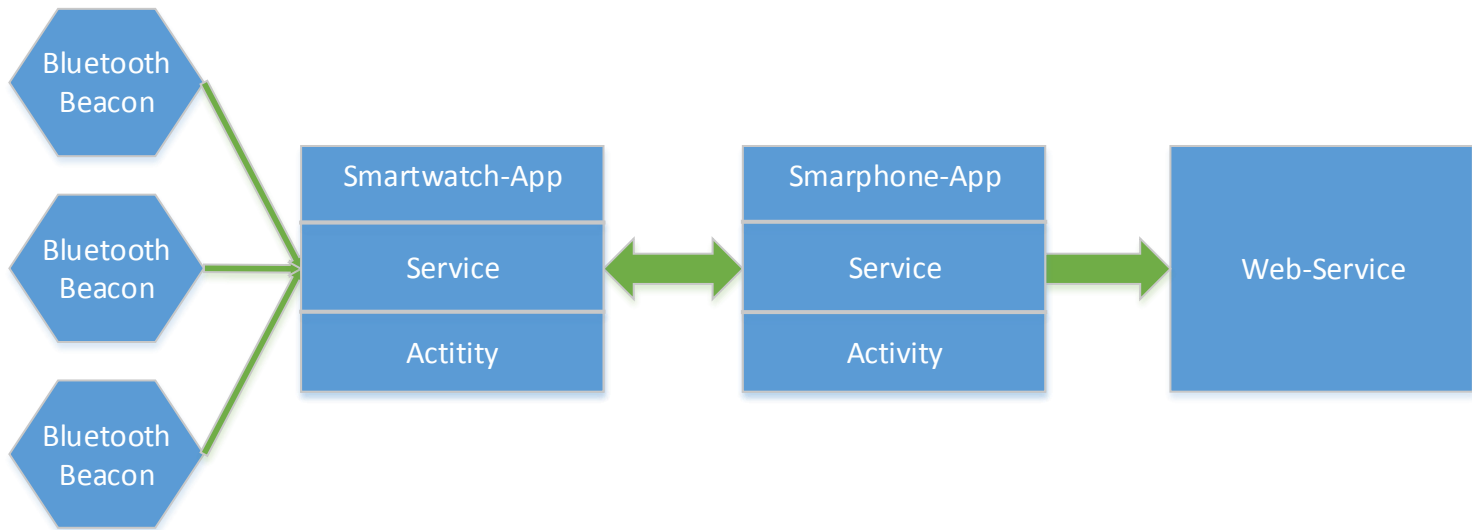 Bluetooth
Beacon
Bluetooth
Beacon
Bluetooth
Beacon
Smartwatch-App
Service
Actitity
Smarphone-App
Service
Activity
Web-Service